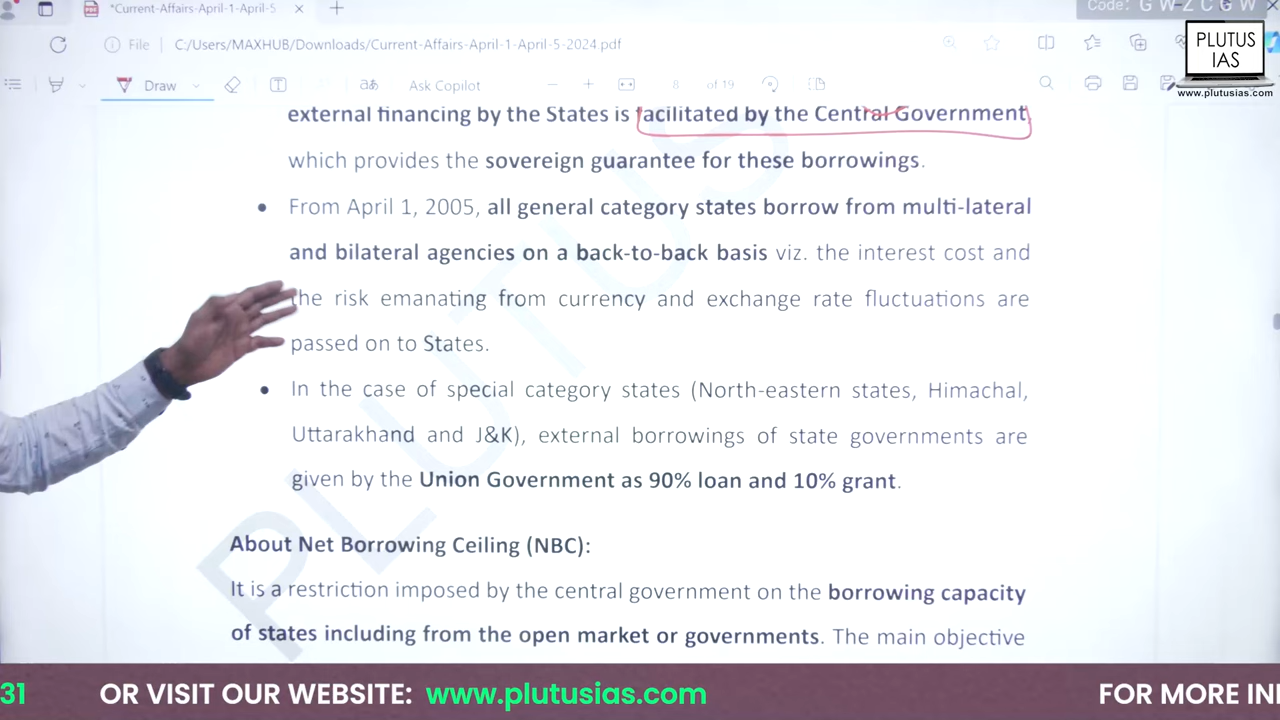 *Current-Affairs-April-1-April-5
Code: G W-Z C G W
File C:/Users/MAXHUB/Downloads/Current-Affairs-April-1-April-5-2024.pdf
PLUTUS
IAS
www.plutusias.com
Draw
Ask Copilot
8 of 19
external financing by the States is facilitated by the Central Government
which provides the sovereign guarantee for these borrowings.
• From April 1, 2005, all general category states borrow from multi-lateral
and bilateral agencies on a back-to-back basis viz. the interest cost and
the risk emanating from currency and exchange rate fluctuations are
passed on to States.
• In the case of special category states (North-eastern states, Himachal,
Uttarakhand and J&K), external borrowings of state governments are
given by the Union Government as 90% loan and 10% grant.
About Net Borrowing Ceiling (NBC):
It is a restriction imposed by the central government on the borrowing capacity
of states including from the open market or governments. The main objective
PLUTUS
31 OR VISIT OUR WEBSITE: www.plutusias.com FOR MORE